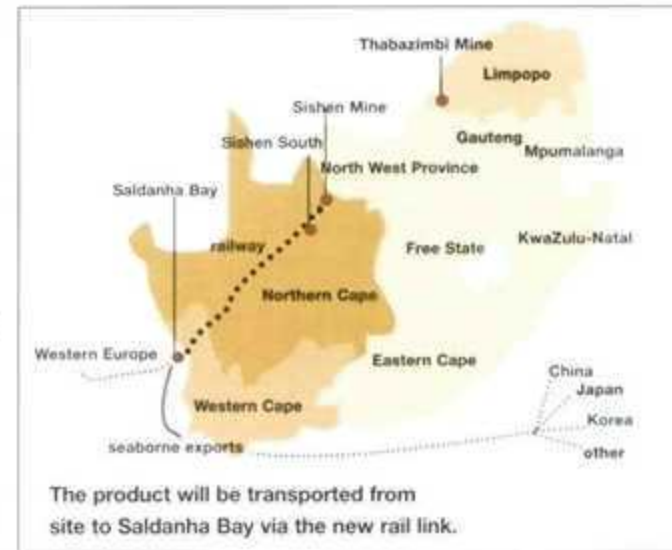 Thabazimbi Mine
Limpopo
Sishen Mine
Gauteng
Sishen South
Mpumalanga
North West Province
Saldanha Bay
railway
Free State
KwaZulu-Natal
Northern Cape
Western Europe
Eastern Cape
China
Japan
Western Cape
Korea
seaborne exports
other
The product will be transported from
site to Saldanha Bay via the new rail link.